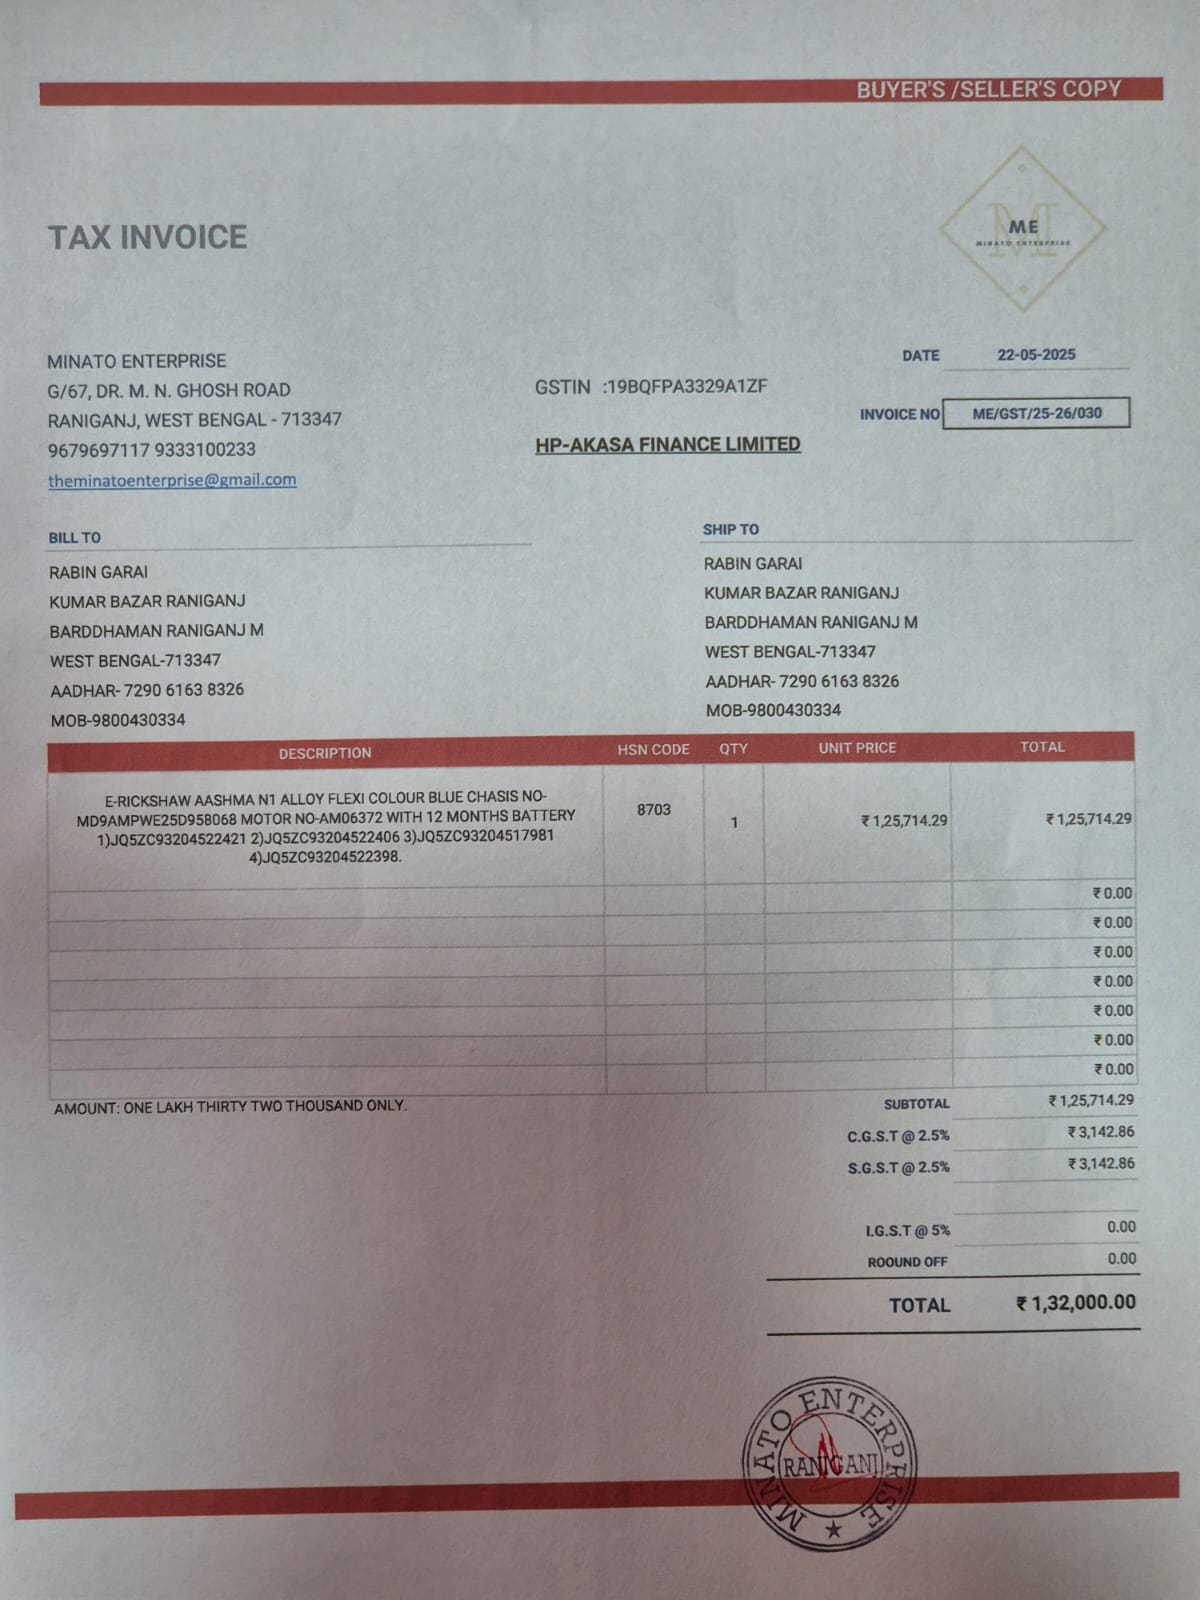 BUYER'S /SELLER'S COPY
TAX INVOICE
ME
MINATO ENTERPRISE
MINATO ENTERPRISE
G/67, DR. M. N. GHOSH ROAD
RANIGANJ, WEST BENGAL - 713347
9679697117 9333100233
theminatoenterprise@gmail.com
GSTIN :19BQFPA3329A1ZF
HP-AKASA FINANCE LIMITED
DATE 22-05-2025
INVOICE NO ME/GST/25-26/030
BILL TO
RABIN GARAI
KUMAR BAZAR RANIGANJ
BARDDHAMAN RANIGANJ M
WEST BENGAL-713347
AADHAR- 7290 6163 8326
MOB-9800430334
SHIP TO
RABIN GARAI
KUMAR BAZAR RANIGANJ
BARDDHAMAN RANIGANJ M
WEST BENGAL-713347
AADHAR- 7290 6163 8326
MOB-9800430334
DESCRIPTION HSN CODE QTY UNIT PRICE TOTAL
E-RICKSHAW AASHMA N1 ALLOY FLEXI COLOUR BLUE CHASIS NO-
MD9AMPWE25D958068 MOTOR NO-AM06372 WITH 12 MONTHS BATTERY
1)JQ5ZC93204522421 2)JQ5ZC93204522406 3)JQ5ZC93204517981
4)JQ5ZC93204522398.
8703 1 ₹ 1,25,714.29 ₹ 1,25,714.29
₹ 0.00
₹ 0.00
₹ 0.00
₹ 0.00
₹ 0.00
₹ 0.00
₹ 0.00
AMOUNT: ONE LAKH THIRTY TWO THOUSAND ONLY.
SUBTOTAL ₹ 1,25,714.29
C.G.S.T @ 2.5% ₹ 3,142.86
S.G.S.T @ 2.5% ₹ 3,142.86
I.G.S.T @ 5% 0.00
ROOUND OFF 0.00
TOTAL ₹ 1,32,000.00
MINATO ENTERPRISE
RANIGANJ